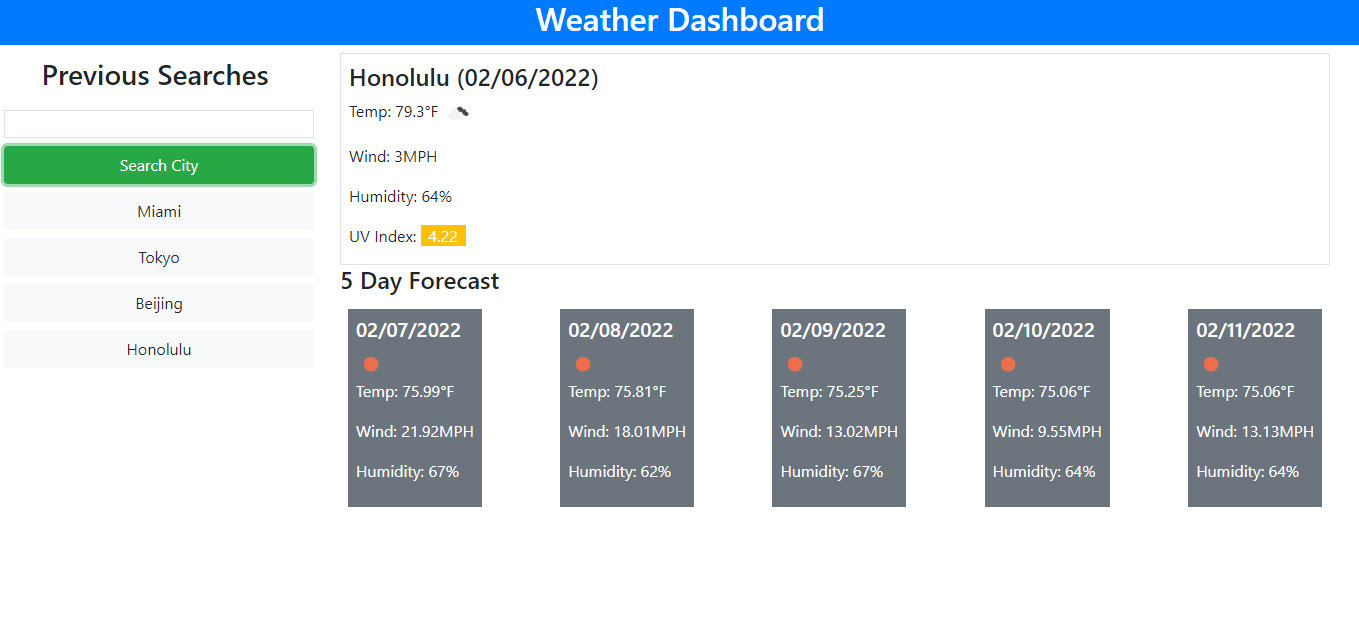 Weather Dashboard
Previous Searches
Search City
Miami
Tokyo
Beijing
Honolulu
Honolulu (02/06/2022)
Temp: 79.3°F
Wind: 3MPH
Humidity: 64%
UV Index: 4.22
5 Day Forecast
02/07/2022
Temp: 75.99°F
Wind: 21.92MPH
Humidity: 67%
02/08/2022
Temp: 75.81°F
Wind: 18.01MPH
Humidity: 62%
02/09/2022
Temp: 75.25°F
Wind: 13.02MPH
Humidity: 67%
02/10/2022
Temp: 75.06°F
Wind: 9.55MPH
Humidity: 64%
02/11/2022
Temp: 75.06°F
Wind: 13.13MPH
Humidity: 64%